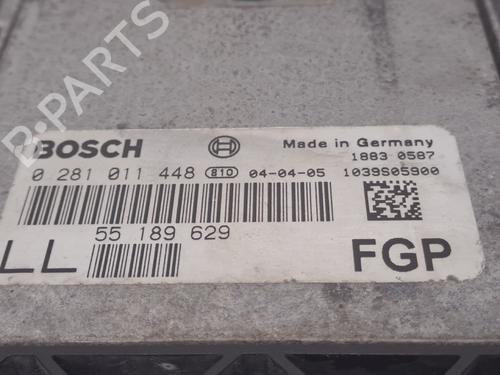 B-PARTS
BOSCH
Made in Germany
1883 0587
0 281 011 448 810 04-04-05 1039S05900
55 189 629
LL
FGP